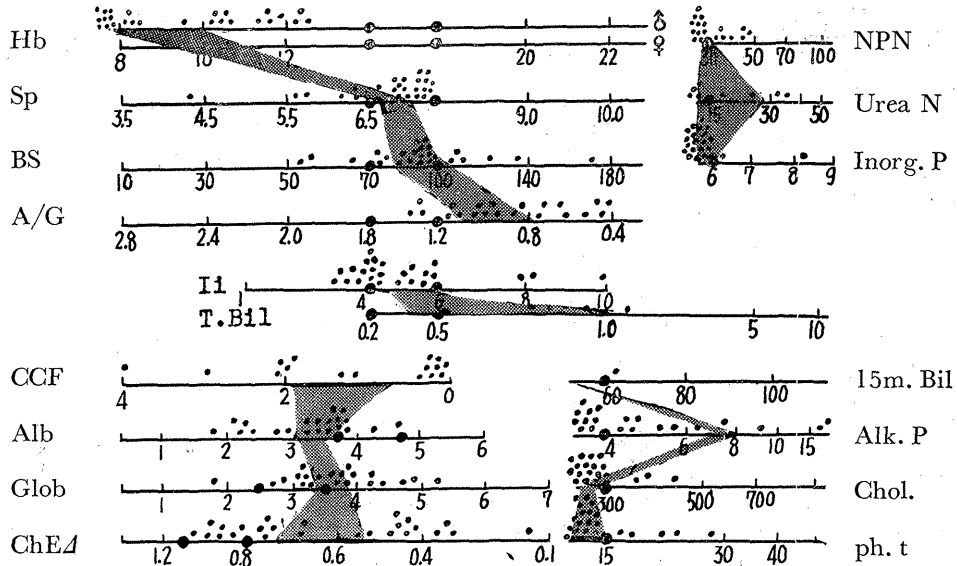 ♂
Hb 8 10 12 20 22 ♀ 50 70 100 NPN
Sp 3.5 4.5 5.5 6.5 9.0 10.0 15 30 50 Urea N
BS 10 30 50 70 100 140 180 6 7 8 9 Inorg. P
A/G 2.8 2.4 2.0 1.8 1.2 0.8 0.4
Ii 1 4 6 8 10
T.Bil 0.2 0.5 1.0 5 10
CCF 4 2 0 60 80 100 15m. Bil
Alb 1 2 3 4 5 6 4 6 8 10 15 Alk. P
Glob 1 2 3 4 5 6 7 300 500 700 Chol.
ChEΔ 1.2 0.8 0.6 0.4 0.1 15 30 40 ph. t